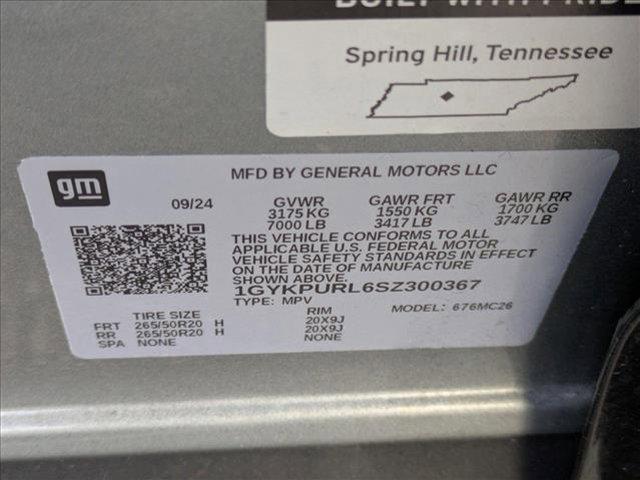 BUILT WITH PRIDE
Spring Hill, Tennessee
gm
MFD BY GENERAL MOTORS LLC
09/24 GVWR GAWR FRT GAWR RR
3175 KG 1550 KG 1700 KG
7000 LB 3417 LB 3747 LB
THIS VEHICLE CONFORMS TO ALL
APPLICABLE U.S. FEDERAL MOTOR
VEHICLE SAFETY STANDARDS IN EFFECT
ON THE DATE OF MANUFACTURE
SHOWN ABOVE.
1GYKPURL6SZ300367
TYPE: MPV MODEL: 676MC26
TIRE SIZE RIM
FRT 265/50R20 H 20X9J
RR 265/50R20 H 20X9J
SPA NONE NONE